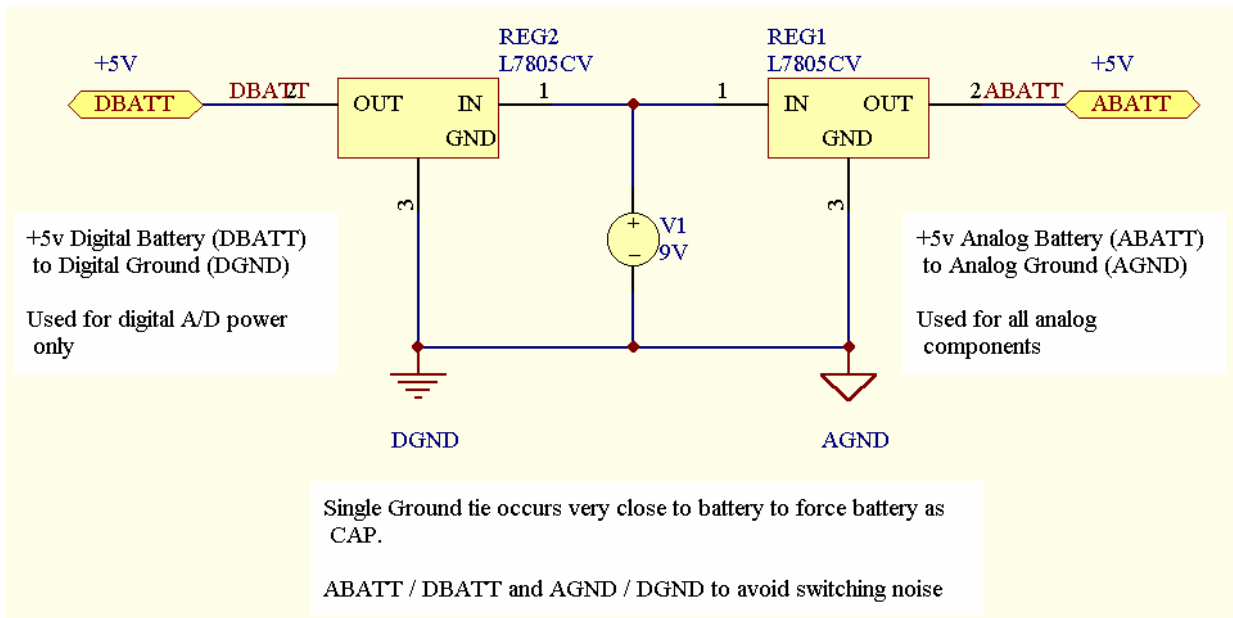 REG2
REG1
+5V
L7805CV
L7805CV
+5V
DBATT
DBATT
2
OUT
IN
GND
1
1
IN
OUT
GND
2
ABATT
ABATT
3
3
+
V1
9V
−
+5v Digital Battery (DBATT)
to Digital Ground (DGND)
Used for digital A/D power
only
+5v Analog Battery (ABATT)
to Analog Ground (AGND)
Used for all analog
components
DGND
AGND
Single Ground tie occurs very close to battery to force battery as
CAP.
ABATT / DBATT and AGND / DGND to avoid switching noise